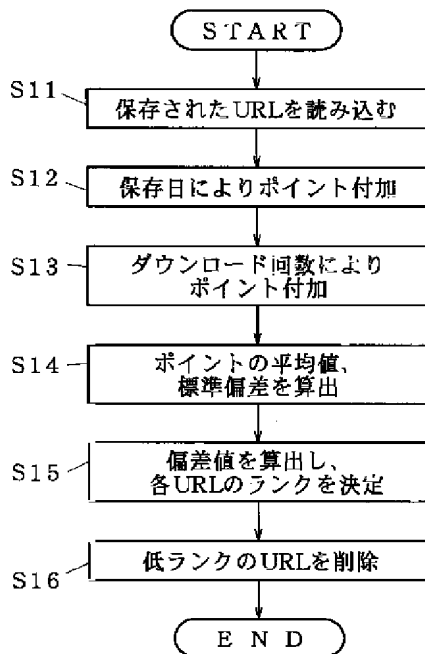 START
S11
保存されたURLを読み込む
S12
保存日によりポイント付加
S13
ダウンロード回数により
ポイント付加
S14
ポイントの平均値、
標準偏差を算出
S15
偏差値を算出し、
各URLのランクを決定
S16
低ランクのURLを削除
END